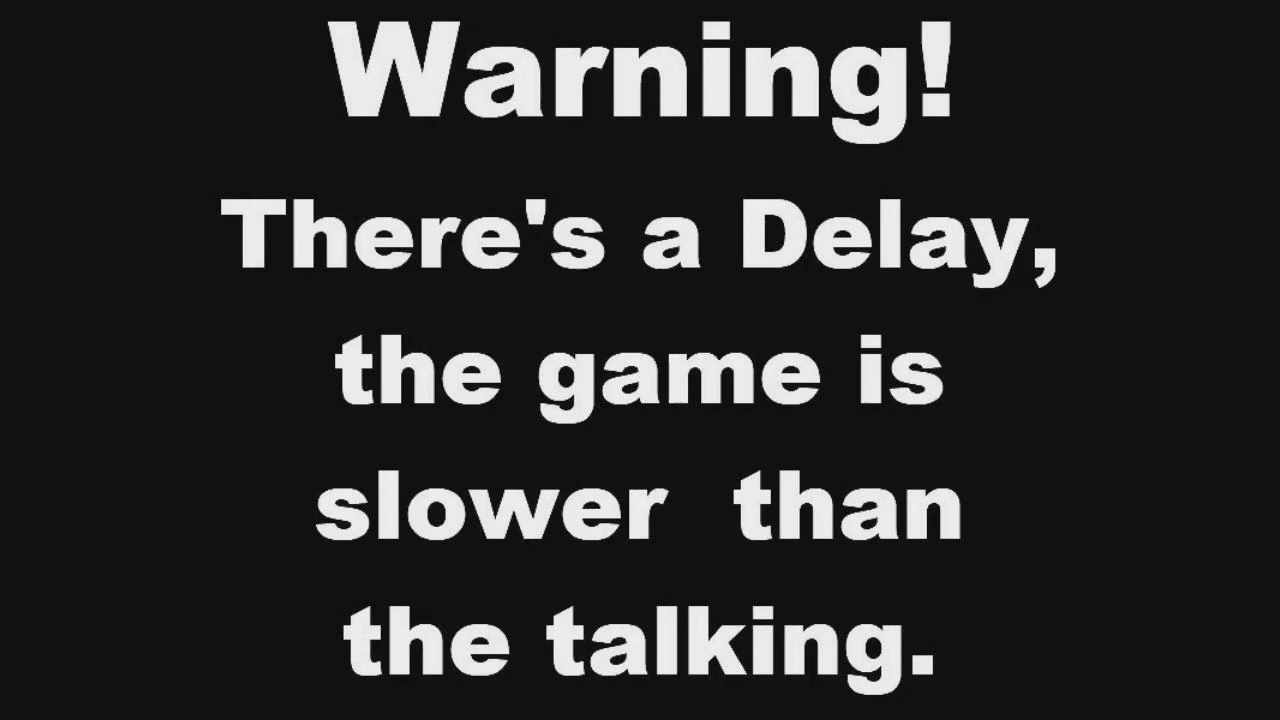 Warning!
There's a Delay,
the game is
slower  than
the talking.